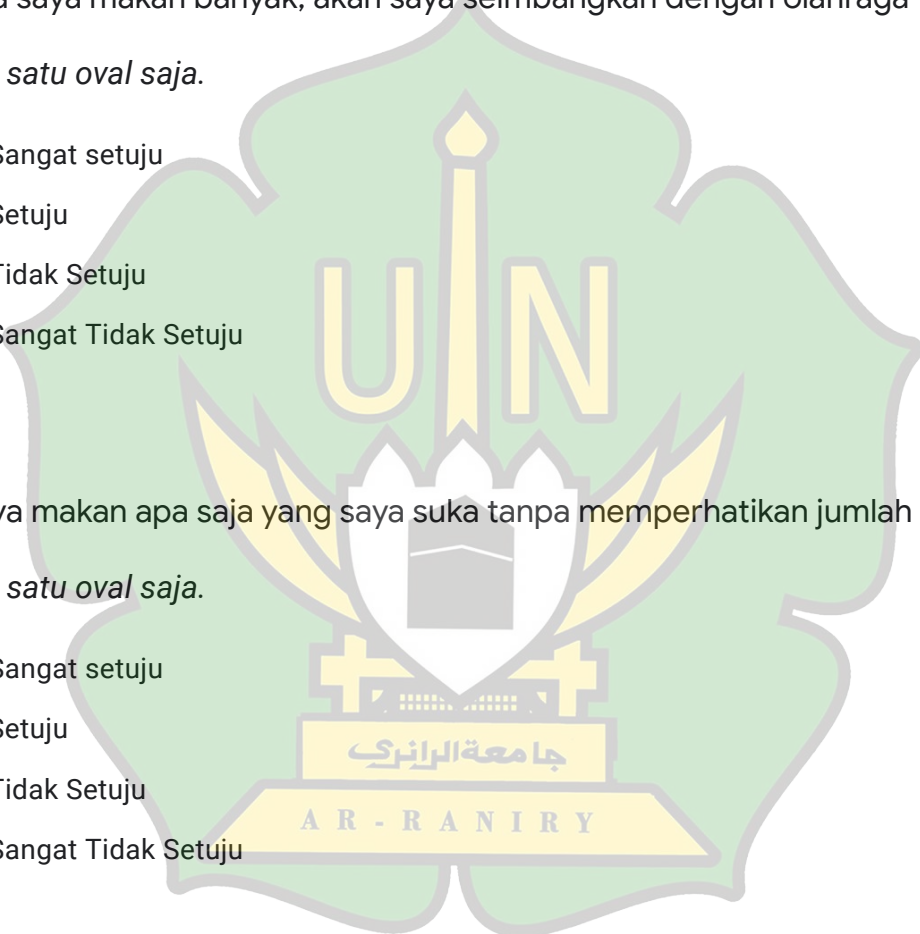 saya makan banyak, akan saya seimbangkan dengan olahraga
satu oval saja.
Sangat setuju
Setuju
Tidak Setuju
Sangat Tidak Setuju
UIN
makan apa saja yang saya suka tanpa memperhatikan jumlah
satu oval saja.
Sangat setuju
Setuju
Tidak Setuju
جامعة الرانري
AR-RANIRY
Sangat Tidak Setuju